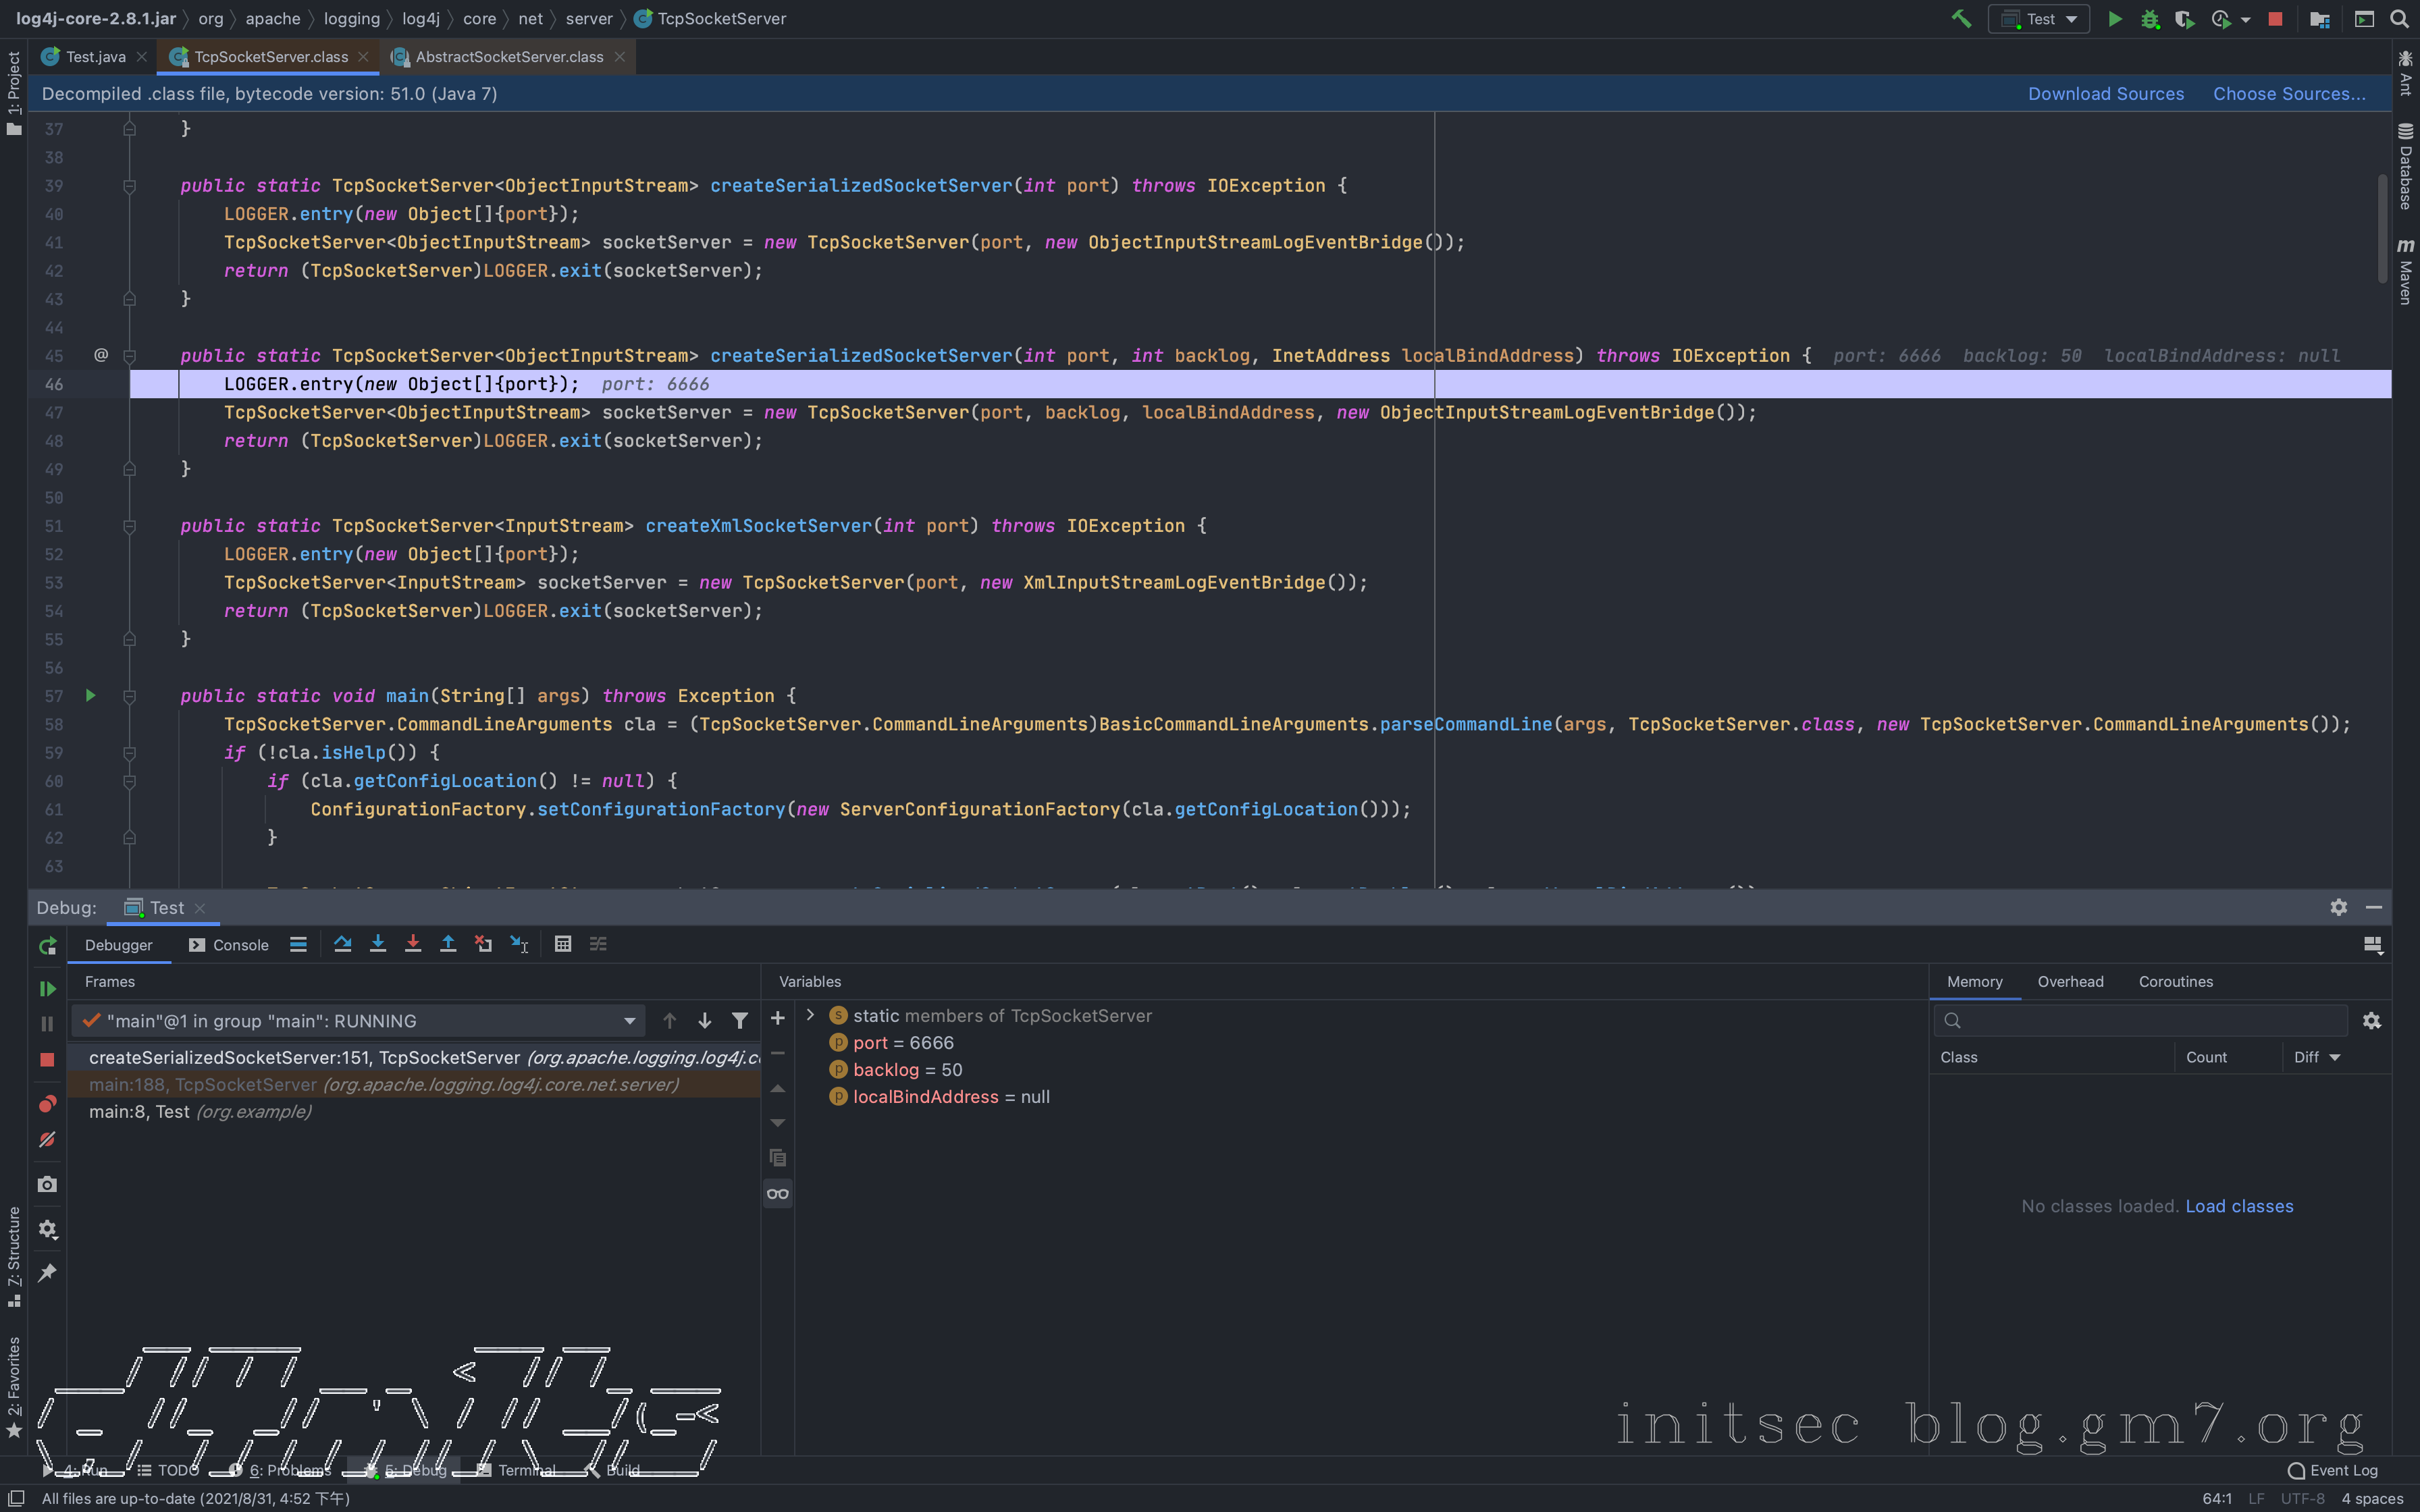 log4j-core-2.8.1.jar 〉 org 〉 apache 〉 logging 〉 log4j 〉 core 〉 net 〉 server 〉 TcpSocketServer
Test
Test.java
TcpSocketServer.class
AbstractSocketServer.class
Decompiled .class file, bytecode version: 51.0 (Java 7)
Download Sources
Choose Sources...
1: Project
Ant
Database
Maven
37 }
38
39 public static TcpSocketServer<ObjectInputStream> createSerializedSocketServer(int port) throws IOException {
40 LOGGER.entry(new Object[]{port});
41 TcpSocketServer<ObjectInputStream> socketServer = new TcpSocketServer(port, new ObjectInputStreamLogEventBridge());
42 return (TcpSocketServer)LOGGER.exit(socketServer);
43 }
44
45 @ public static TcpSocketServer<ObjectInputStream> createSerializedSocketServer(int port, int backlog, InetAddress localBindAddress) throws IOException { port: 6666 backlog: 50 localBindAddress: null
46 LOGGER.entry(new Object[]{port}); port: 6666
47 TcpSocketServer<ObjectInputStream> socketServer = new TcpSocketServer(port, backlog, localBindAddress, new ObjectInputStreamLogEventBridge());
48 return (TcpSocketServer)LOGGER.exit(socketServer);
49 }
50
51 public static TcpSocketServer<InputStream> createXmlSocketServer(int port) throws IOException {
52 LOGGER.entry(new Object[]{port});
53 TcpSocketServer<InputStream> socketServer = new TcpSocketServer(port, new XmlInputStreamLogEventBridge());
54 return (TcpSocketServer)LOGGER.exit(socketServer);
55 }
56
57 public static void main(String[] args) throws Exception {
58 TcpSocketServer.CommandLineArguments cla = (TcpSocketServer.CommandLineArguments)BasicCommandLineArguments.parseCommandLine(args, TcpSocketServer.class, new TcpSocketServer.CommandLineArguments());
59 if (!cla.isHelp()) {
60 if (cla.getConfigLocation() != null) {
61 ConfigurationFactory.setConfigurationFactory(new ServerConfigurationFactory(cla.getConfigLocation()));
62 }
63
Debug: Test
Debugger
Console
Frames
Variables
Memory
Overhead
Coroutines
"main"@1 in group "main": RUNNING
createSerializedSocketServer:151, TcpSocketServer (org.apache.logging.log4j.c
main:188, TcpSocketServer (org.apache.logging.log4j.core.net.server)
main:8, Test (org.example)
static members of TcpSocketServer
port = 6666
backlog = 50
localBindAddress = null
Class
Count
Diff
No classes loaded. Load classes
7: Structure
2: Favorites
initsec blog.gm7.org
4: Run
TODO
6: Problems
5: Debug
Terminal
Build
Event Log
All files are up-to-date (2021/8/31, 4:52 下午)
64:1 LF UTF-8 4 spaces